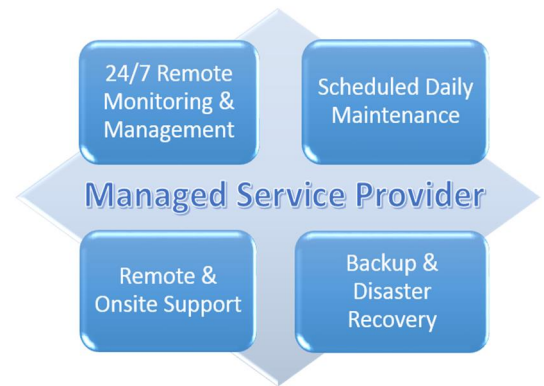 24/7 Remote
Monitoring &
Management
Scheduled Daily
Maintenance
Managed Service Provider
Remote &
Onsite Support
Backup &
Disaster
Recovery